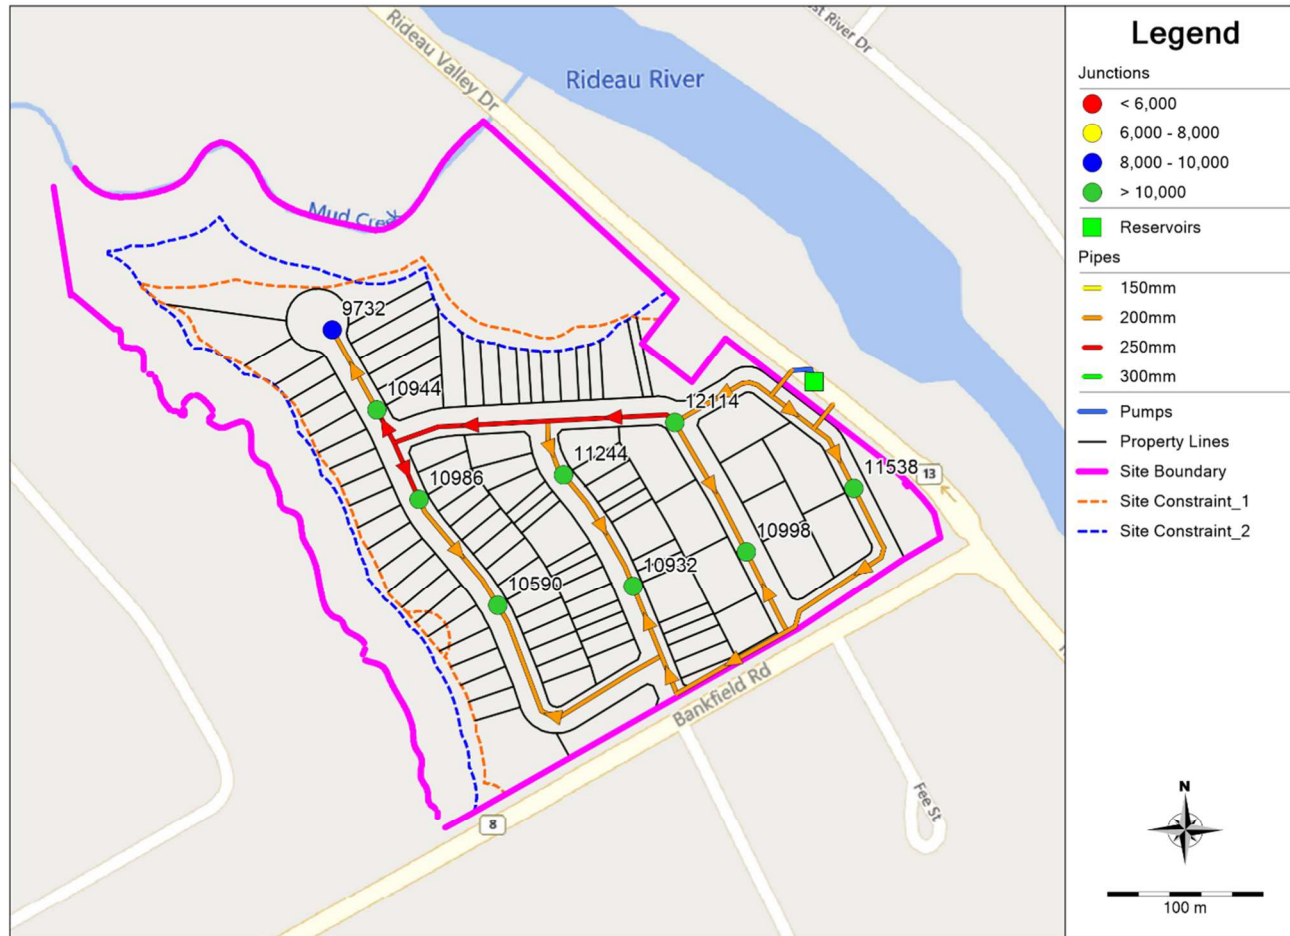 Rideau Valley Dr
Rideau River
st River Dr
9732
10944
12114
11244
11538
10986
10998
10932
10590
13
Bankfield Rd
Fee St
8
Legend
Junctions
< 6,000
6,000 - 8,000
8,000 - 10,000
> 10,000
Reservoirs
Pipes
150mm
200mm
250mm
300mm
Pumps
Property Lines
Site Boundary
Site Constraint_1
Site Constraint_2
N
100 m